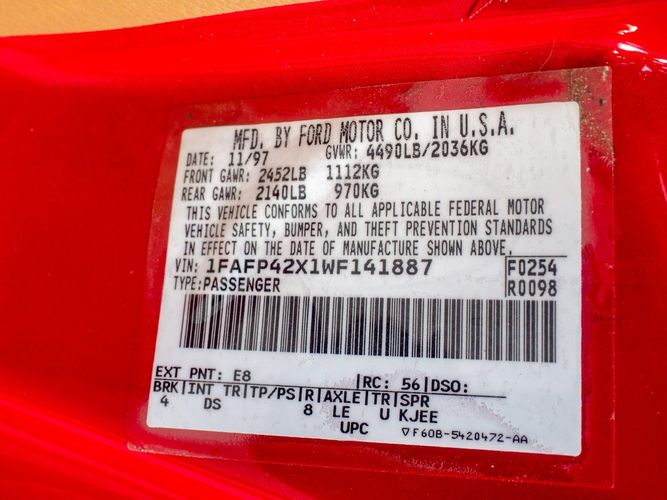 MFD. BY FORD MOTOR CO. IN U.S.A.
DATE: 11/97 GVWR: 4490LB/2036KG
FRONT GAWR: 2452LB 1112KG
REAR GAWR: 2140LB 970KG
THIS VEHICLE CONFORMS TO ALL APPLICABLE FEDERAL MOTOR
VEHICLE SAFETY, BUMPER, AND THEFT PREVENTION STANDARDS
IN EFFECT ON THE DATE OF MANUFACTURE SHOWN ABOVE.
VIN: 1FAFP42X1WF141887 F0254
TYPE: PASSENGER R0098
EXT PNT: E8 |RC: 56|DSO:
BRK|INT TR|TP/PS|R|AXLE|TR|SPR
4 DS 8 LE U KJEE
UPC ▽F60B-5420472-AA